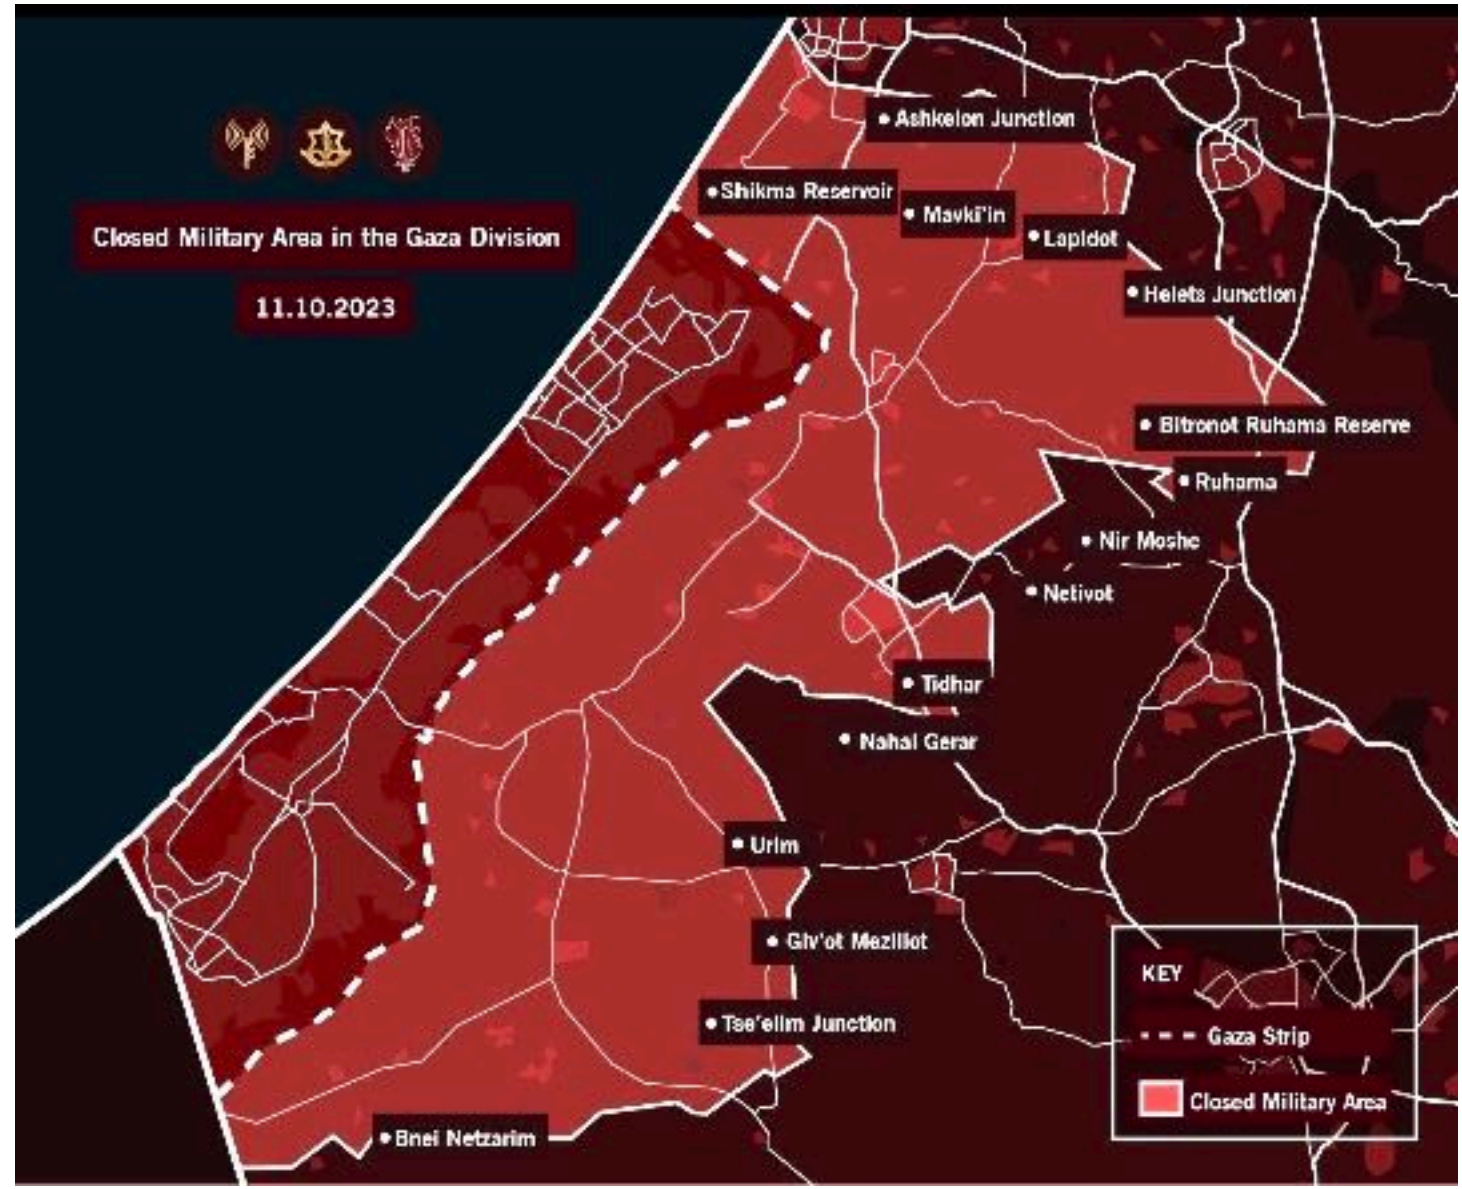 Closed Military Area in the Gaza Division
11.10.2023
Ashkelon Junction
Shikma Reservoir
Mavki'in
Lapidot
Helets Junction
Bitronot Ruhama Reserve
Ruhama
Nir Moshe
Netivot
Tidhar
Nahal Gerar
Urim
Giv'ot Meziliot
Tse'elim Junction
Bnei Netzarim
KEY
Gaza Strip
Closed Military Area